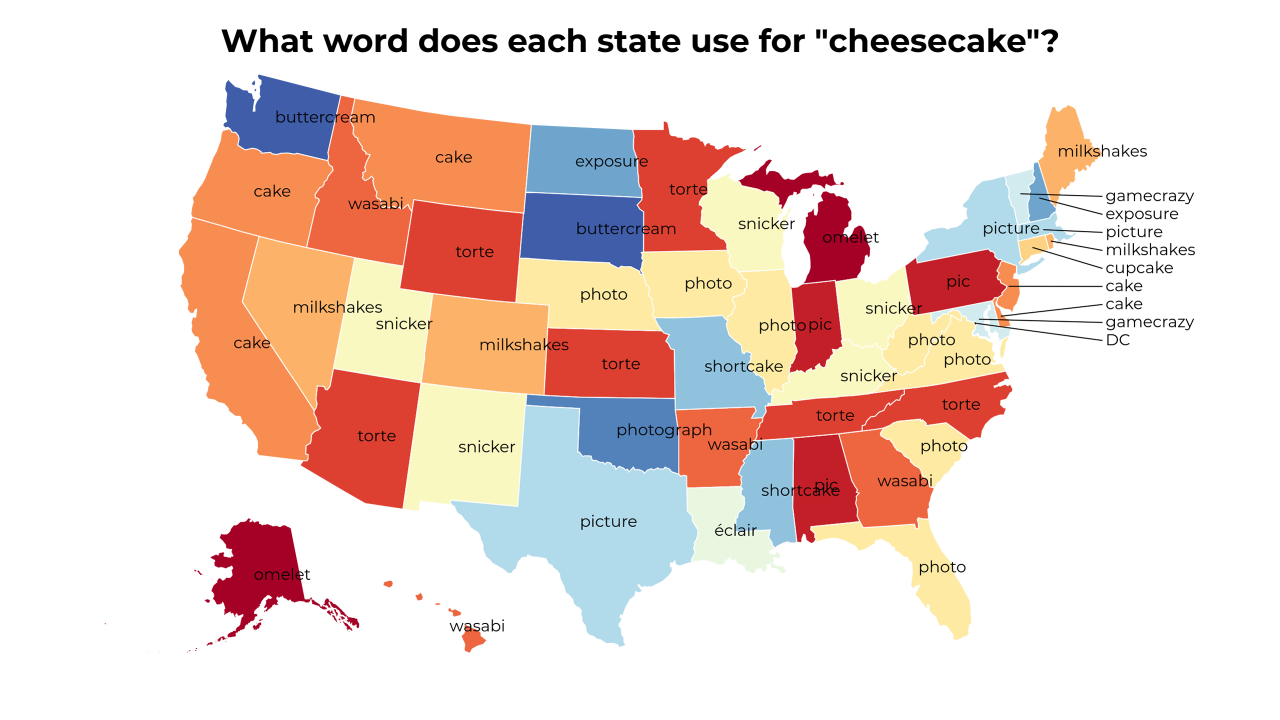 What word does each state use for "cheesecake"?
buttercream
cake
exposure
milkshakes
cake
wasabi
torte
torte
buttercream
snicker
omelet
gamecrazy
exposure
picture
picture
milkshakes
cupcake
cake
cake
gamecrazy
DC
milkshakes
snicker
cake
milkshakes
photo
photo
photo
pic
snicker
pic
torte
shortcake
snicker
photo
photo
torte
snicker
photograph
wasabi
torte
torte
photo
shortcake
pic
wasabi
picture
éclair
photo
omelet
wasabi